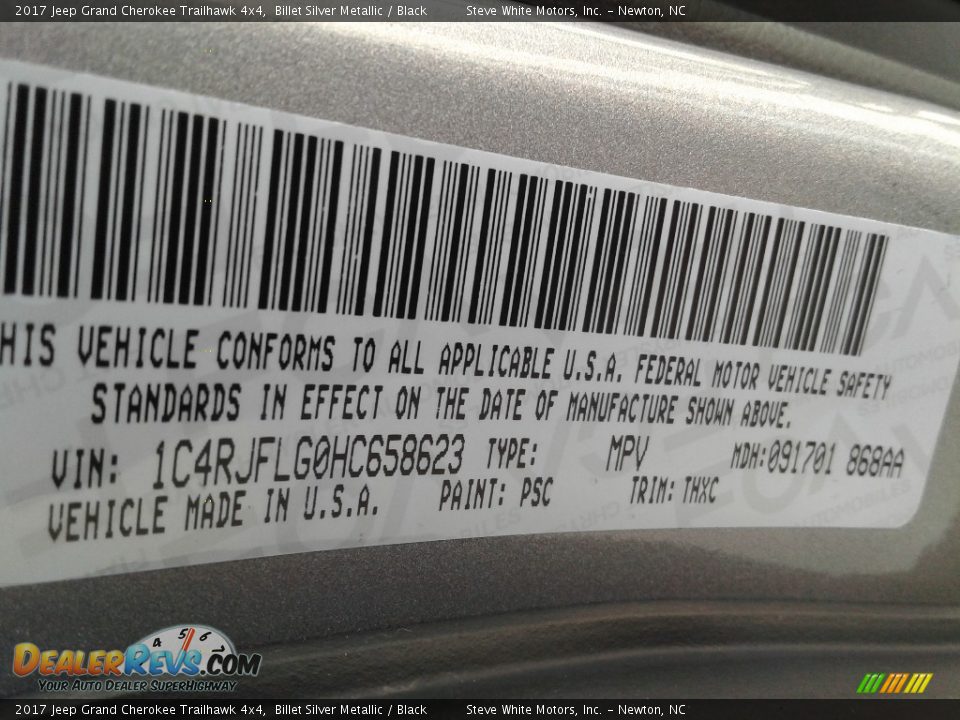 2017 Jeep Grand Cherokee Trailhawk 4x4, Billet Silver Metallic / Black Steve White Motors, Inc. – Newton, NC
HIS VEHICLE CONFORMS TO ALL APPLICABLE U.S.A. FEDERAL MOTOR VEHICLE SAFETY
STANDARDS IN EFFECT ON THE DATE OF MANUFACTURE SHOWN ABOVE.
VIN: 1C4RJFLG0HC658623 TYPE: MPV MDH:091701 868AA
VEHICLE MADE IN U.S.A. PAINT: PSC TRIM: THXC
4 5 6
DEALERREVS.COM
YOUR AUTO DEALER SUPERHIGHWAY
2017 Jeep Grand Cherokee Trailhawk 4x4, Billet Silver Metallic / Black Steve White Motors, Inc. – Newton, NC